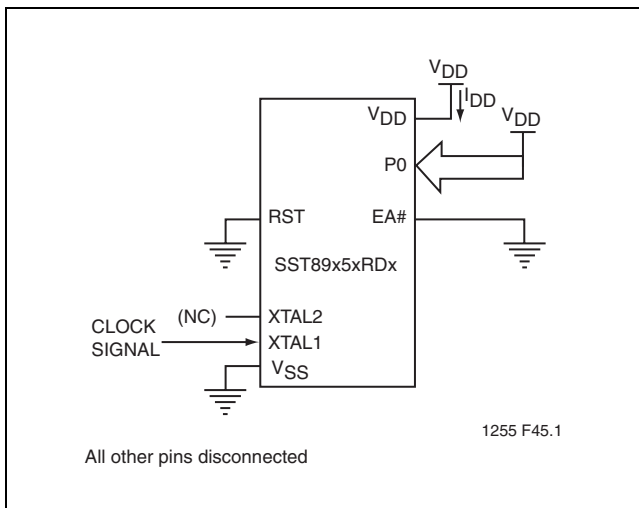 VDD
IDD
VDD
VDD
P0
RST
EA#
SST89x5xRDx
(NC)
XTAL2
CLOCK
SIGNAL
XTAL1
VSS
1255 F45.1
All other pins disconnected